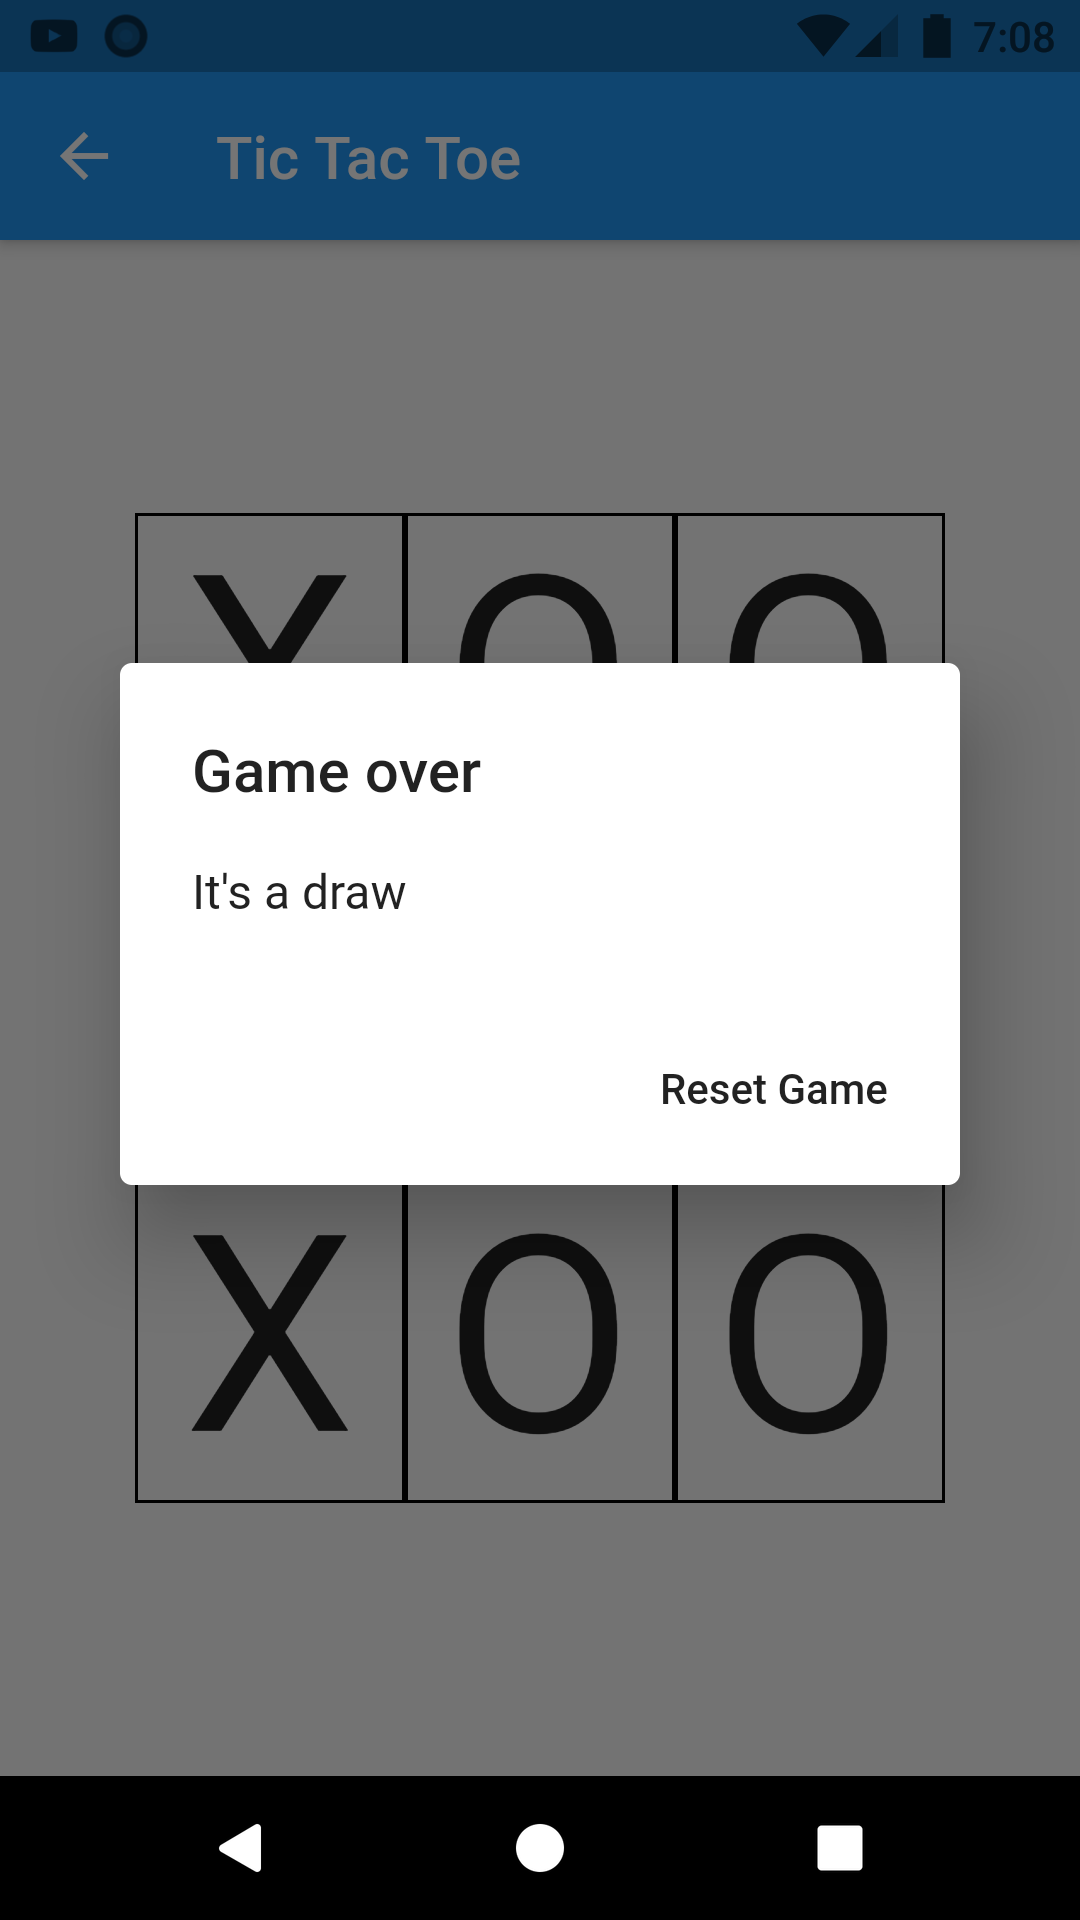 7:08
Tic Tac Toe
X O O
Game over
It's a draw
Reset Game
X O O